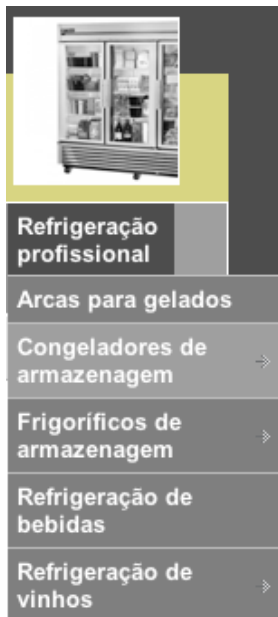 Refrigeração
profissional
Arcas para gelados
Congeladores de
armazenagem
Frigoríficos de
armazenagem
Refrigeração de
bebidas
Refrigeração de
vinhos